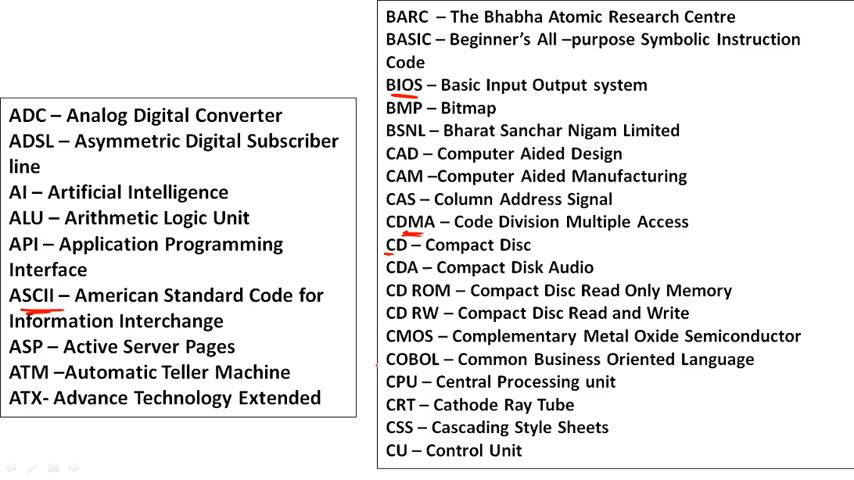 ADC – Analog Digital Converter
ADSL – Asymmetric Digital Subscriber
line
AI – Artificial Intelligence
ALU – Arithmetic Logic Unit
API – Application Programming
Interface
ASCII – American Standard Code for
Information Interchange
ASP – Active Server Pages
ATM –Automatic Teller Machine
ATX- Advance Technology Extended
BARC – The Bhabha Atomic Research Centre
BASIC – Beginner’s All –purpose Symbolic Instruction
Code
BIOS – Basic Input Output system
BMP – Bitmap
BSNL – Bharat Sanchar Nigam Limited
CAD – Computer Aided Design
CAM –Computer Aided Manufacturing
CAS – Column Address Signal
CDMA – Code Division Multiple Access
CD – Compact Disc
CDA – Compact Disk Audio
CD ROM – Compact Disc Read Only Memory
CD RW – Compact Disc Read and Write
CMOS – Complementary Metal Oxide Semiconductor
COBOL – Common Business Oriented Language
CPU – Central Processing unit
CRT – Cathode Ray Tube
CSS – Cascading Style Sheets
CU – Control Unit